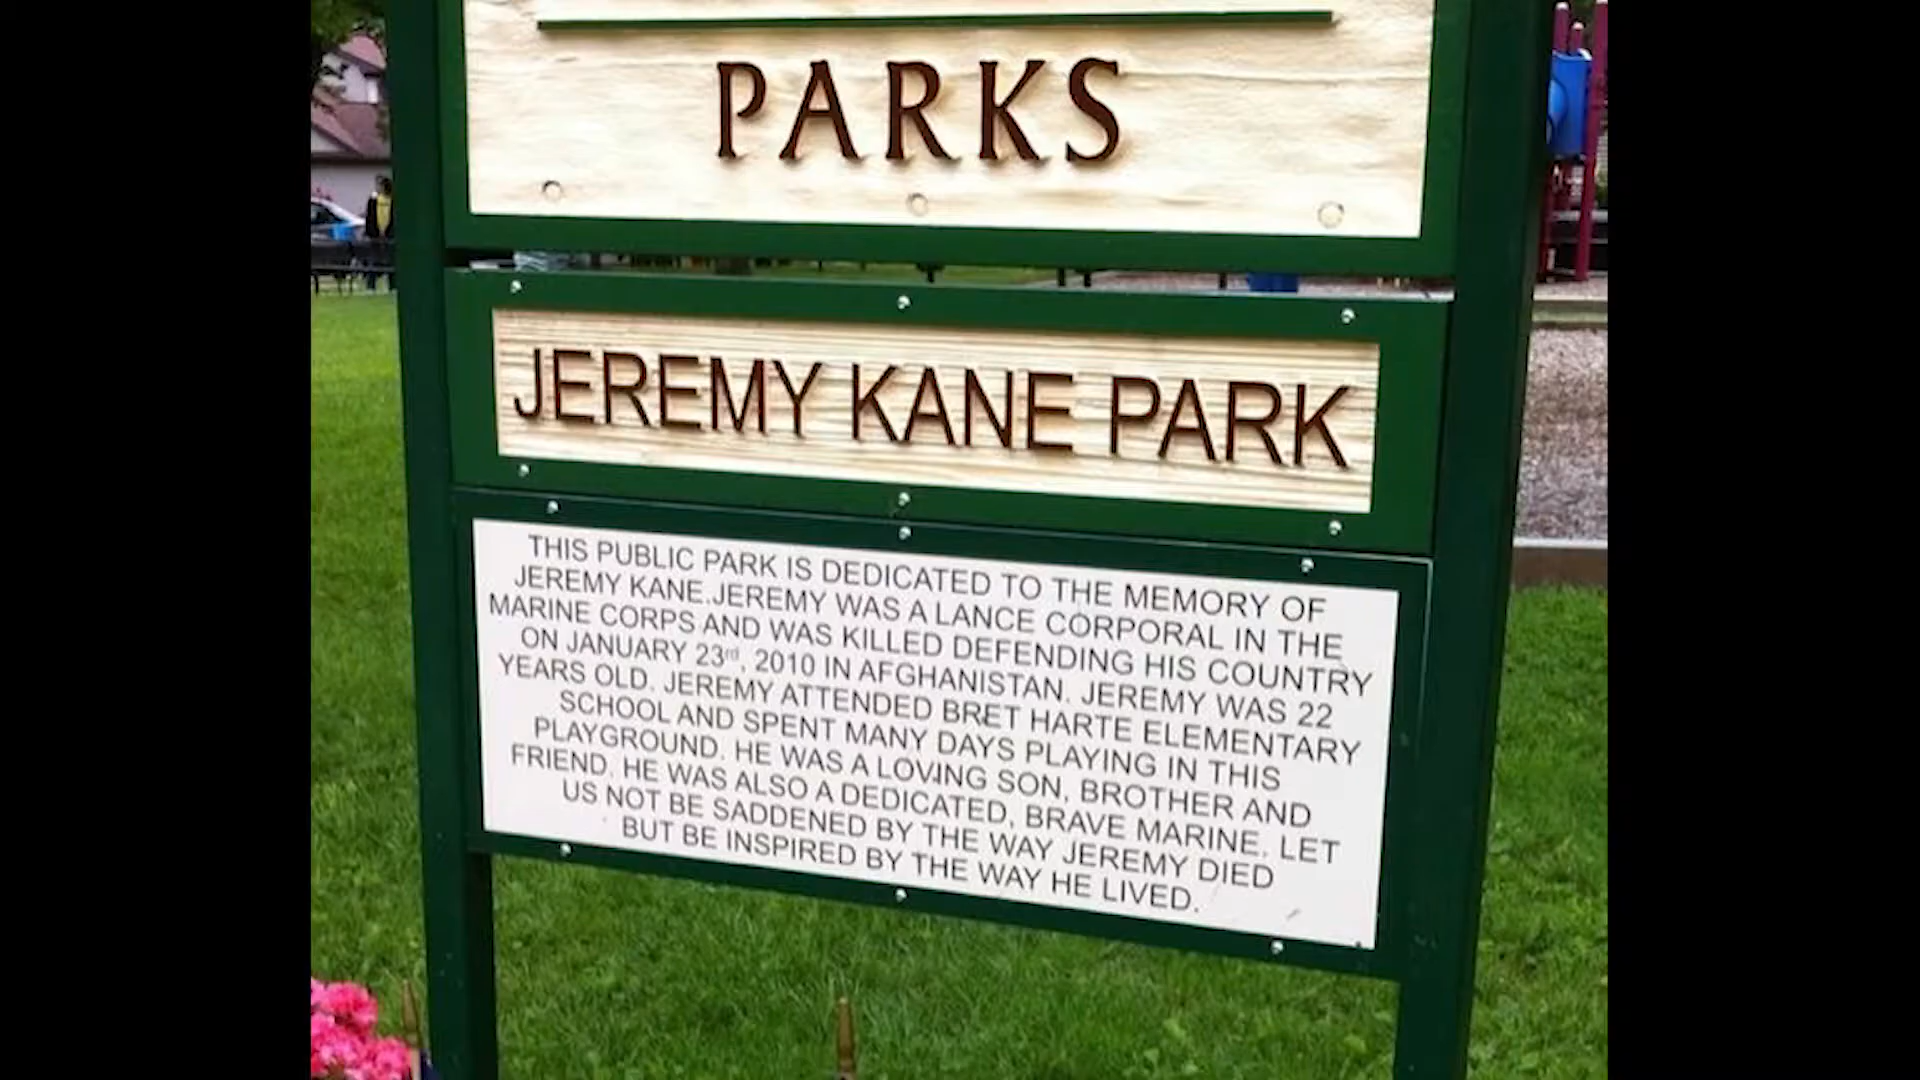 PARKS
JEREMY KANE PARK
THIS PUBLIC PARK IS DEDICATED TO THE MEMORY OF
JEREMY KANE.JEREMY WAS A LANCE CORPORAL IN THE
MARINE CORPS AND WAS KILLED DEFENDING HIS COUNTRY
ON JANUARY 23rd, 2010 IN AFGHANISTAN. JEREMY WAS 22
YEARS OLD. JEREMY ATTENDED BRET HARTE ELEMENTARY
SCHOOL AND SPENT MANY DAYS PLAYING IN THIS
PLAYGROUND. HE WAS A LOVING SON, BROTHER AND
FRIEND. HE WAS ALSO A DEDICATED, BRAVE MARINE. LET
US NOT BE SADDENED BY THE WAY JEREMY DIED
BUT BE INSPIRED BY THE WAY HE LIVED.